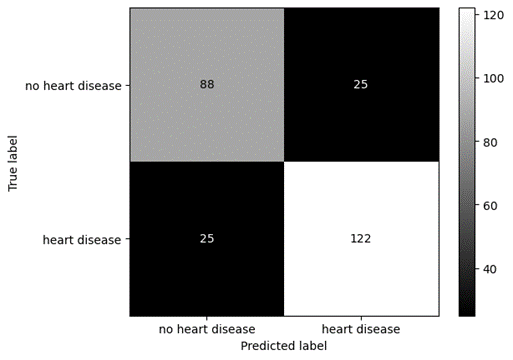 no heart disease
88
25
True label
heart disease
25
122
no heart disease
heart disease
Predicted label
120
100
80
60
40